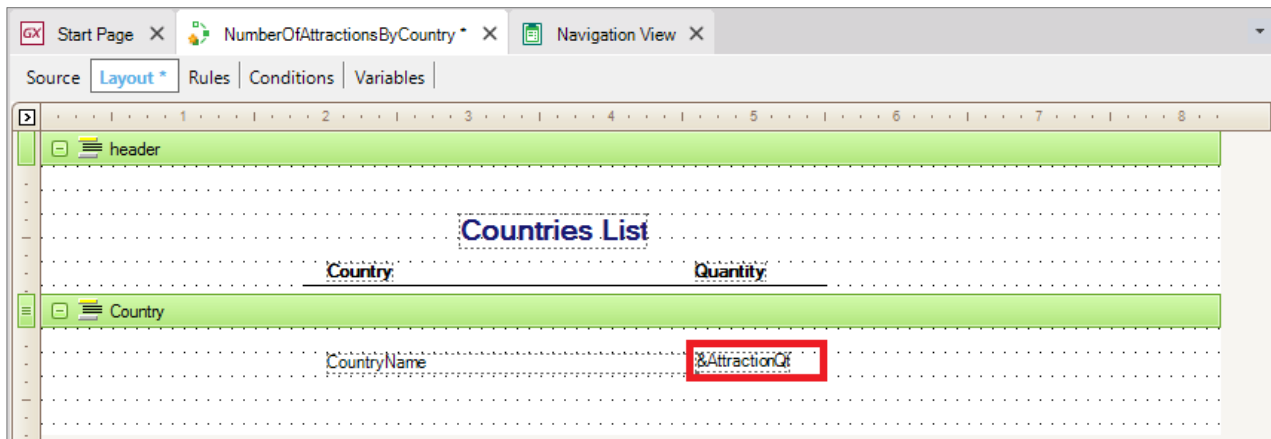 GX Start Page NumberOfAttractionsByCountry * Navigation View
Source Layout * Rules Conditions Variables
1 2 3 4 5 6 7 8
header
Countries List
Country Quantity
Country
CountryName &AttractionQt